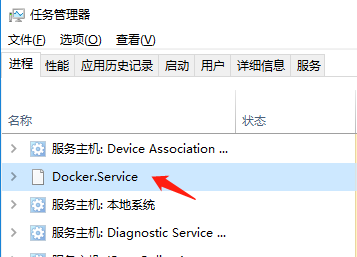 任务管理器
文件(F) 选项(O) 查看(V)
进程 性能 应用历史记录 启动 用户 详细信息 服务
名称 状态
服务主机: Device Association ...
Docker.Service
服务主机: 本地系统
服务主机: Diagnostic Service ...